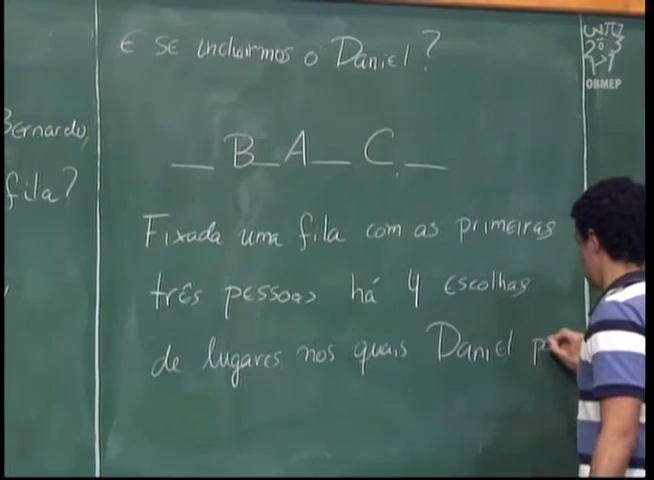 Bernardo,
fila?
E se incluirmos o Daniel?
_ B _ A _ C _
Fixada uma fila com as primeiras
três pessoas há 4 escolhas
de lugares nos quais Daniel p
OBMEP